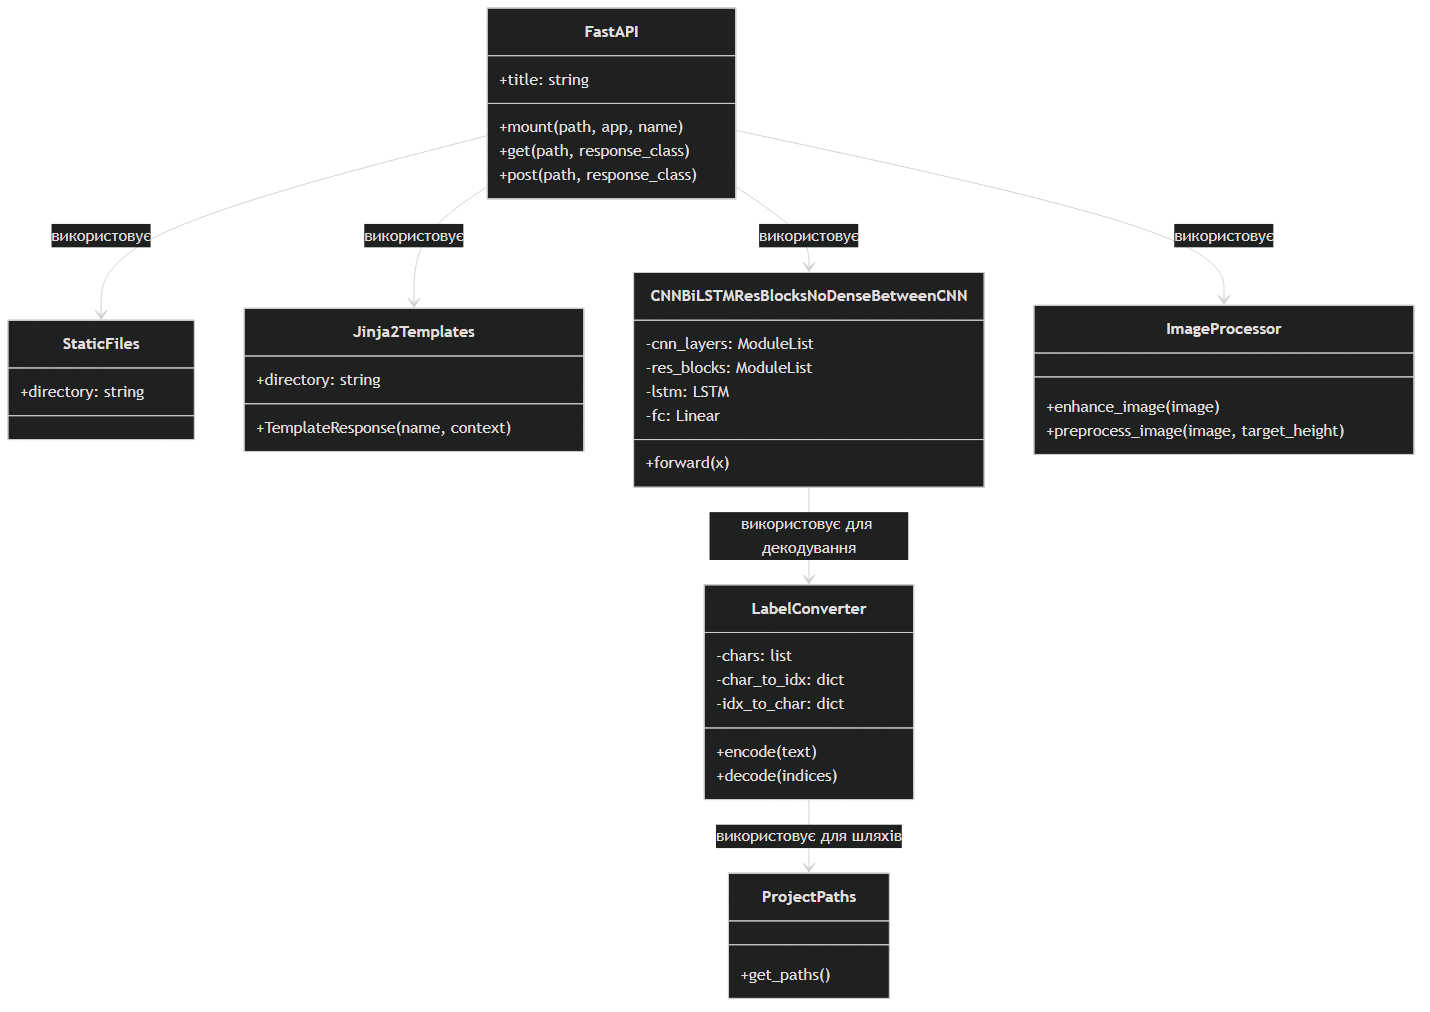 FastAPI
+title: string
+mount(path, app, name)
+get(path, response_class)
+post(path, response_class)
використовує
використовує
використовує
використовує
StaticFiles
+directory: string
Jinja2Templates
+directory: string
+TemplateResponse(name, context)
CNNBiLSTMResBlocksNoDenseBetweenCNN
-cnn_layers: ModuleList
-res_blocks: ModuleList
-lstm: LSTM
-fc: Linear
+forward(x)
ImageProcessor
+enhance_image(image)
+preprocess_image(image, target_height)
використовує для
декодування
LabelConverter
-chars: list
-char_to_idx: dict
-idx_to_char: dict
+encode(text)
+decode(indices)
використовує для шляхів
ProjectPaths
+get_paths()